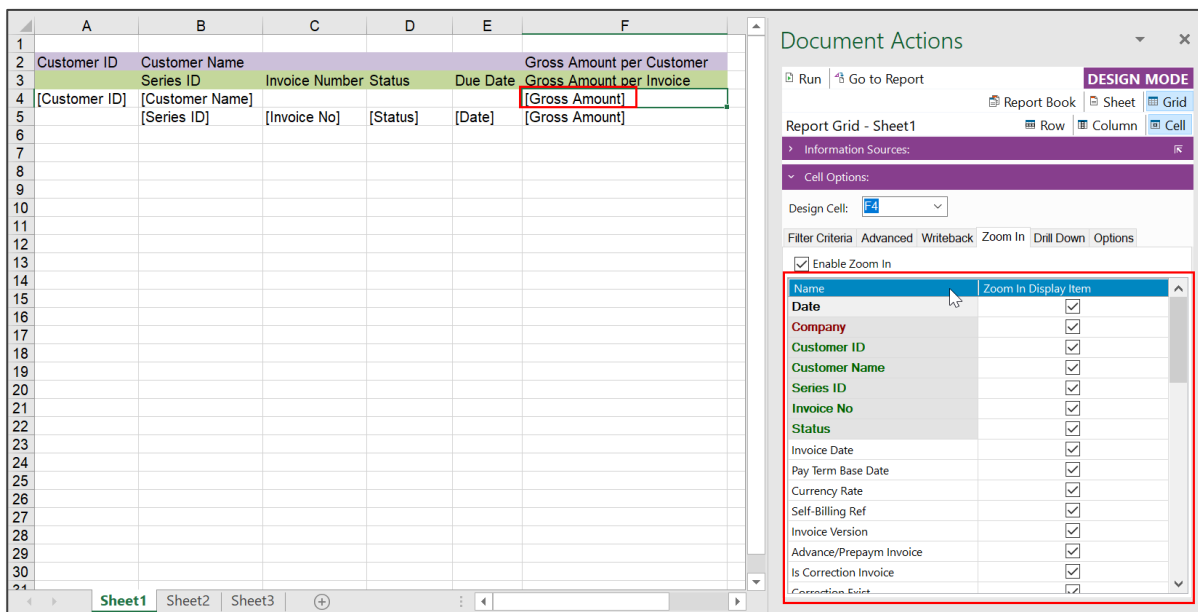 A B C D E F
1
2 Customer ID Customer Name Gross Amount per Customer
3 Series ID Invoice Number Status Due Date Gross Amount per Invoice
4 [Customer ID] [Customer Name] [Gross Amount]
5 [Series ID] [Invoice No] [Status] [Date] [Gross Amount]
6
7
8
9
10
11
12
13
14
15
16
17
18
19
20
21
22
23
24
25
26
27
28
29
30
31
Sheet1 Sheet2 Sheet3
Document Actions
Run Go to Report DESIGN MODE
Report Book Sheet Grid
Report Grid - Sheet1 Row Column Cell
Information Sources:
Cell Options:
Design Cell: F4
Filter Criteria Advanced Writeback Zoom In Drill Down Options
Enable Zoom In
Name Zoom In Display Item
Date
Company
Customer ID
Customer Name
Series ID
Invoice No
Status
Invoice Date
Pay Term Base Date
Currency Rate
Self-Billing Ref
Invoice Version
Advance/Prepaym Invoice
Is Correction Invoice
Correction Exist